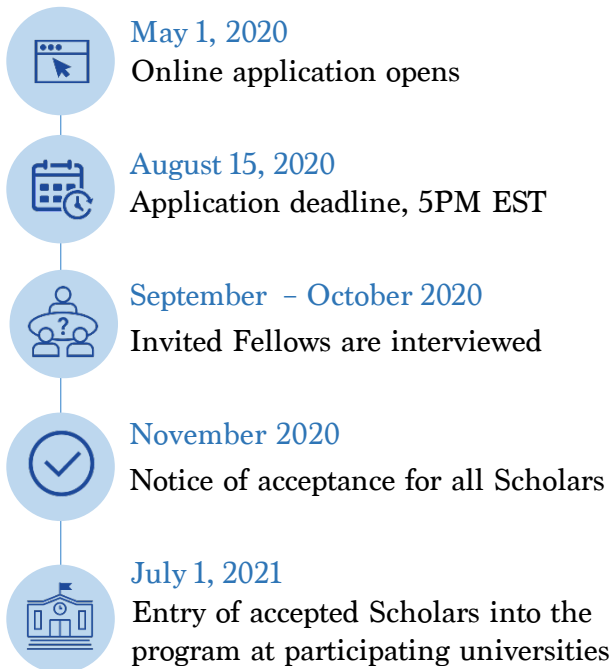 May 1, 2020
Online application opens
August 15, 2020
Application deadline, 5PM EST
September – October 2020
?
Invited Fellows are interviewed
November 2020
Notice of acceptance for all Scholars
July 1, 2021
Entry of accepted Scholars into the
program at participating universities